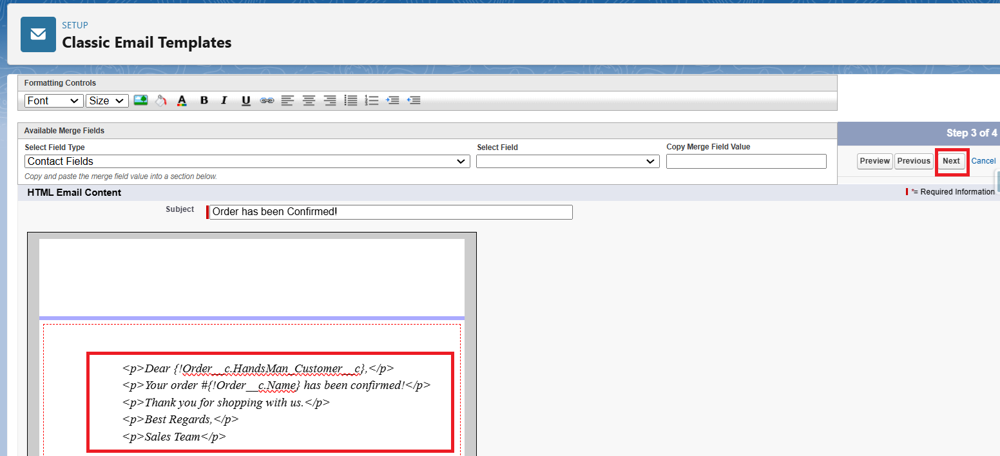 SETUP
Classic Email Templates
Formatting Controls
Font Size A B I U
Available Merge Fields
Step 3 of 4
Select Field Type Select Field Copy Merge Field Value
Contact Fields
Preview Previous Next Cancel
Copy and paste the merge field value into a section below.
HTML Email Content
*= Required Information
Subject Order has been Confirmed!
<p>Dear {!Order__c.HandsMan_Customer__c},</p>
<p>Your order #{!Order__c.Name} has been confirmed!</p>
<p>Thank you for shopping with us.</p>
<p>Best Regards,</p>
<p>Sales Team</p>